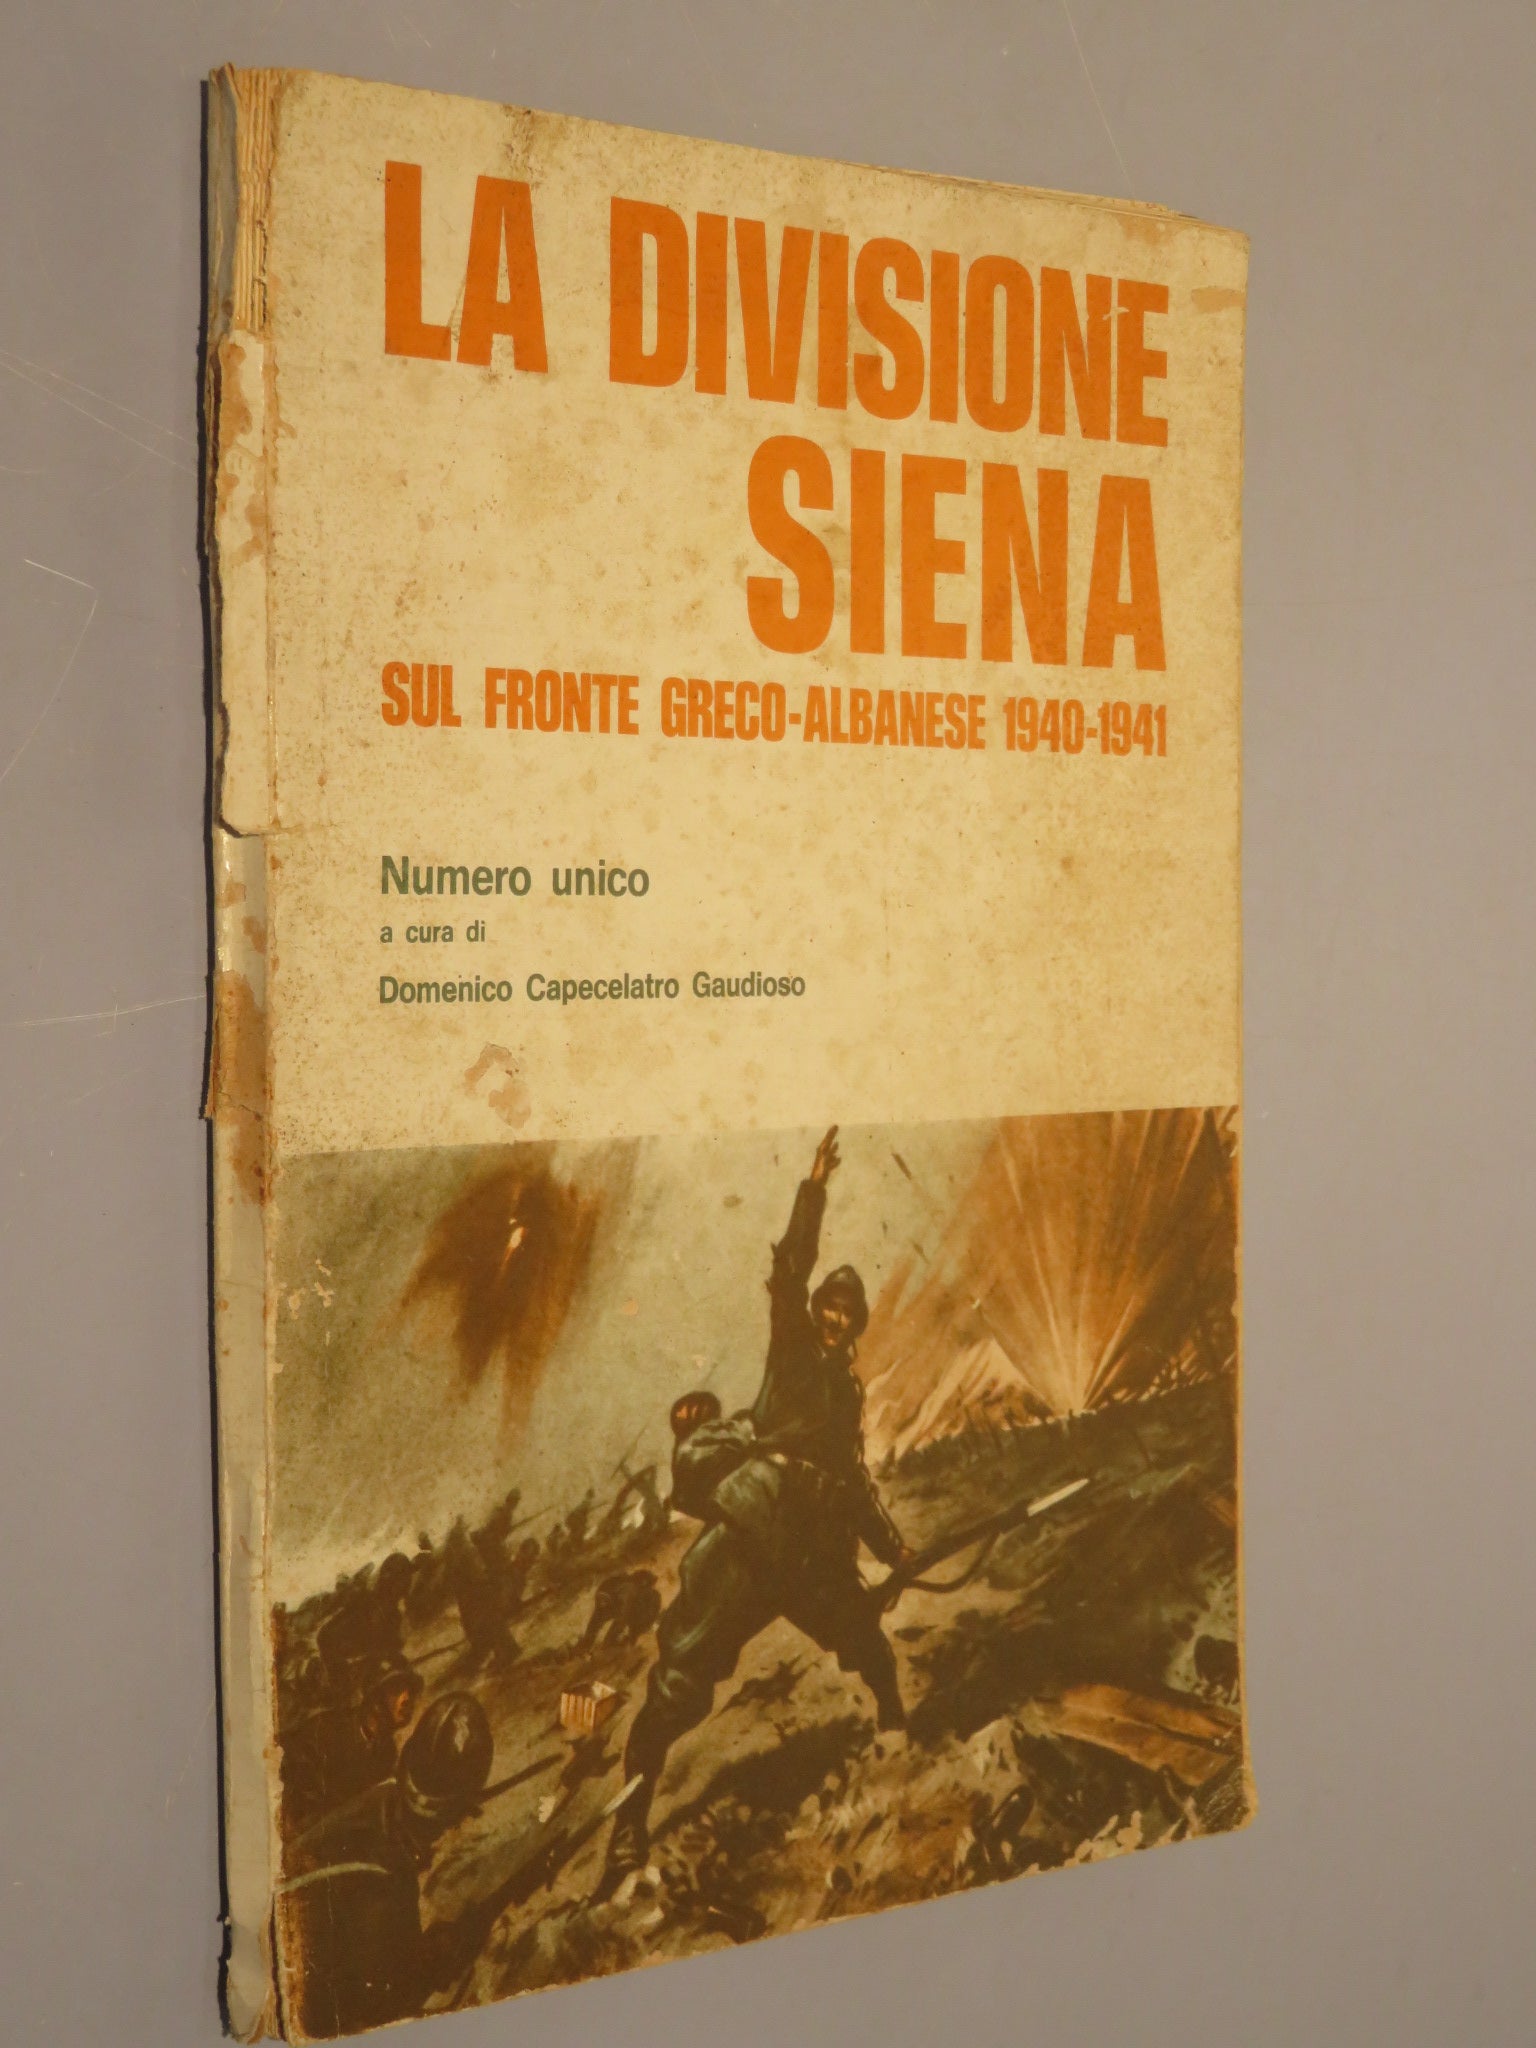 LA DIVISIONE
SIENA
SUL FRONTE GRECO-ALBANESE 1940-1941
Numero unico
a cura di
Domenico Capecelatro Gaudioso